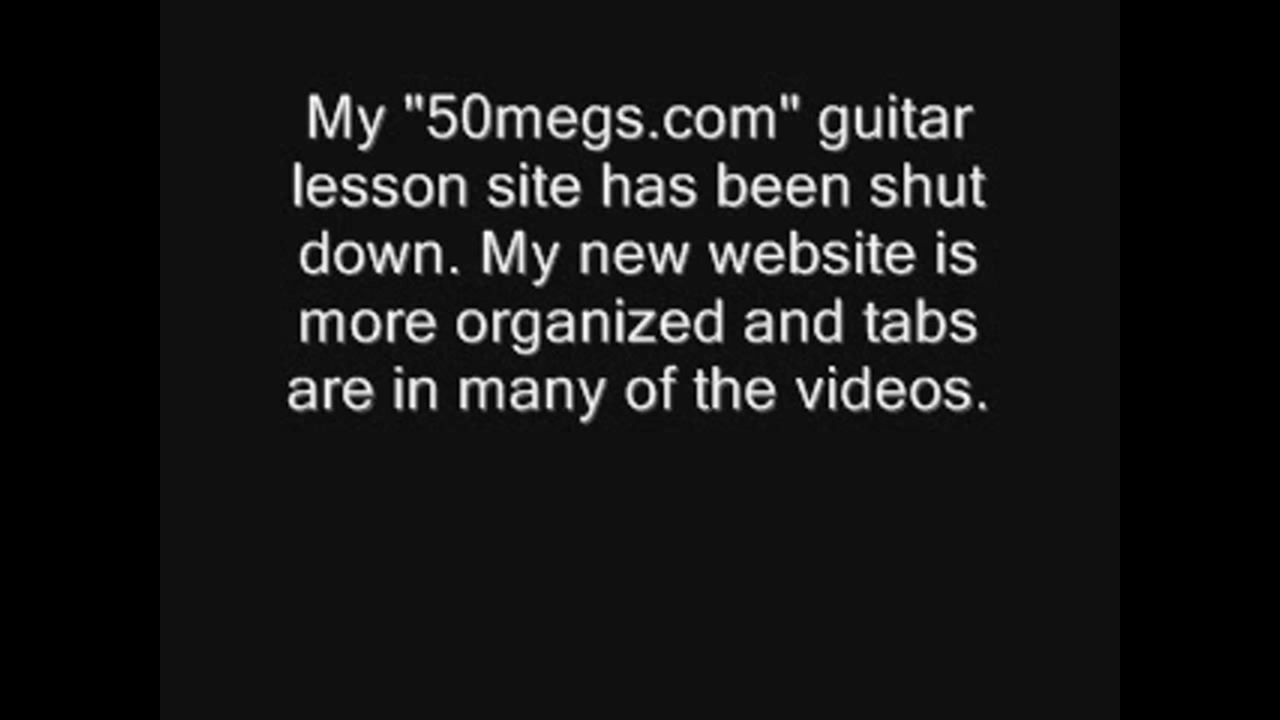 My "50megs.com" guitar
lesson site has been shut
down. My new website is
more organized and tabs
are in many of the videos.